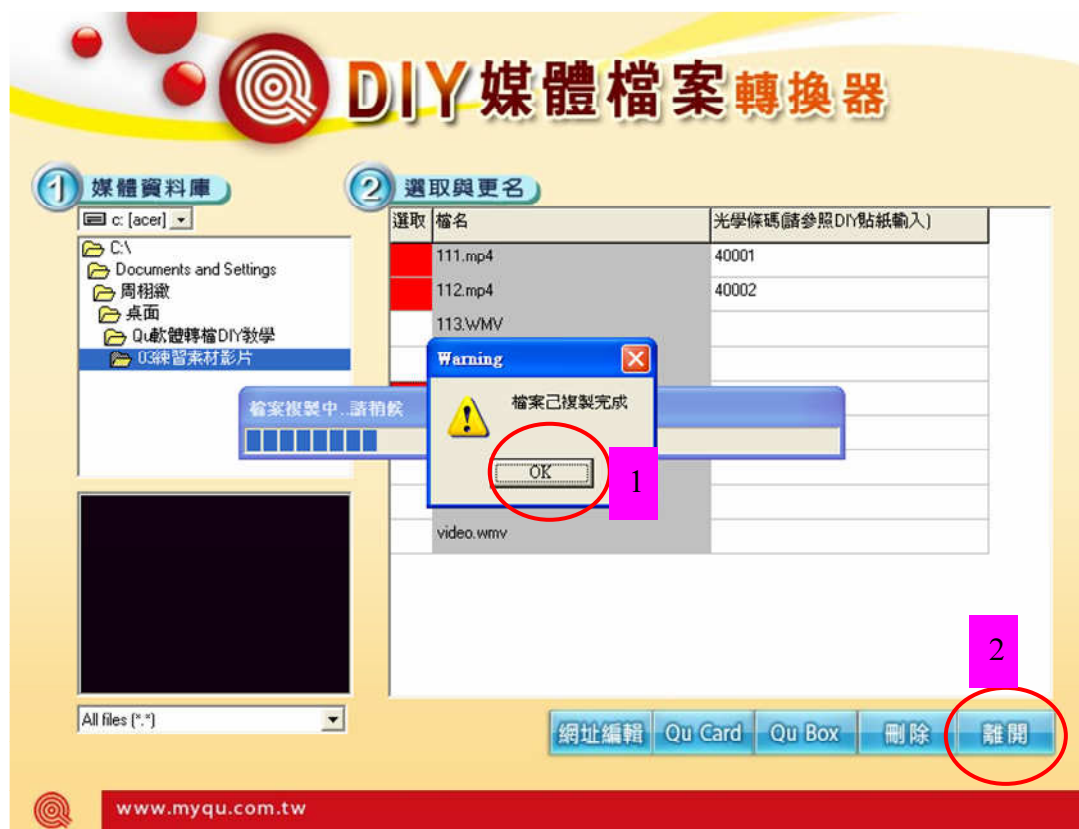 DIY媒體檔案轉換器
1 媒體資料庫
2 選取與更名
c: [acer]
C:\
Documents and Settings
周栩緻
桌面
Qu軟體轉檔DIY教學
03練習素材影片
選取 檔名 光學條碼(請參照DIY貼紙輸入)
111.mp4 40001
112.mp4 40002
113.WMV
檔案複製中..請稍候
Warning
檔案已複製完成
OK
1
video.wmv
2
All files (*.*)
網址編輯 Qu Card Qu Box 刪除 離開
www.myqu.com.tw